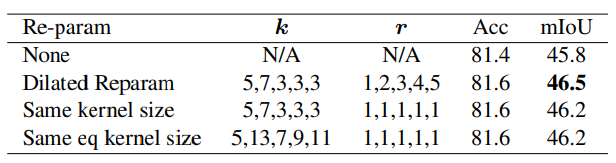 Re-param k r Acc mIoU
None N/A N/A 81.4 45.8
Dilated Reparam 5,7,3,3,3 1,2,3,4,5 81.6 46.5
Same kernel size 5,7,3,3,3 1,1,1,1,1 81.6 46.2
Same eq kernel size 5,13,7,9,11 1,1,1,1,1 81.6 46.2